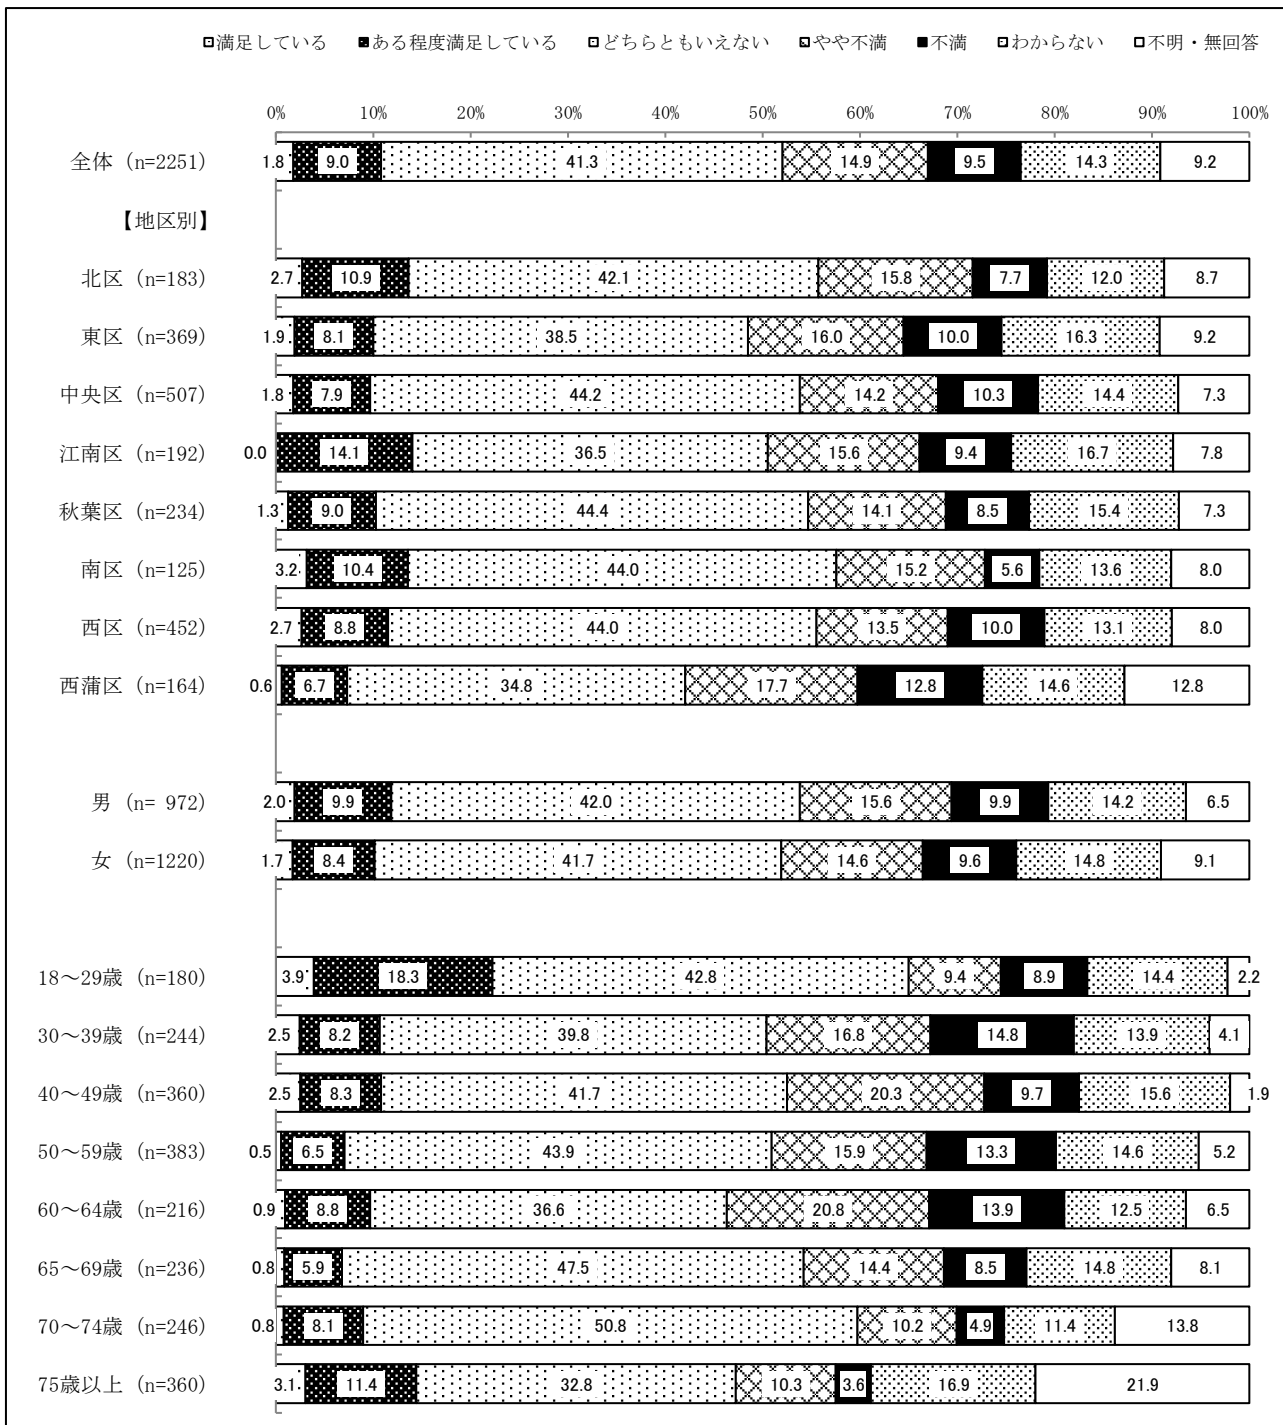 満足している ある程度満足している どちらともいえない やや不満 不満 わからない 不明・無回答
0% 10% 20% 30% 40% 50% 60% 70% 80% 90% 100%
全体 (n=2251) 1.8 9.0 41.3 14.9 9.5 14.3 9.2
【地区別】
北区 (n=183) 2.7 10.9 42.1 15.8 7.7 12.0 8.7
東区 (n=369) 1.9 8.1 38.5 16.0 10.0 16.3 9.2
中央区 (n=507) 1.8 7.9 44.2 14.2 10.3 14.4 7.3
江南区 (n=192) 0.0 14.1 36.5 15.6 9.4 16.7 7.8
秋葉区 (n=234) 1.3 9.0 44.4 14.1 8.5 15.4 7.3
南区 (n=125) 3.2 10.4 44.0 15.2 5.6 13.6 8.0
西区 (n=452) 2.7 8.8 44.0 13.5 10.0 13.1 8.0
西蒲区 (n=164) 0.6 6.7 34.8 17.7 12.8 14.6 12.8
男 (n= 972) 2.0 9.9 42.0 15.6 9.9 14.2 6.5
女 (n=1220) 1.7 8.4 41.7 14.6 9.6 14.8 9.1
18～29歳 (n=180) 3.9 18.3 42.8 9.4 8.9 14.4 2.2
30～39歳 (n=244) 2.5 8.2 39.8 16.8 14.8 13.9 4.1
40～49歳 (n=360) 2.5 8.3 41.7 20.3 9.7 15.6 1.9
50～59歳 (n=383) 0.5 6.5 43.9 15.9 13.3 14.6 5.2
60～64歳 (n=216) 0.9 8.8 36.6 20.8 13.9 12.5 6.5
65～69歳 (n=236) 0.8 5.9 47.5 14.4 8.5 14.8 8.1
70～74歳 (n=246) 0.8 8.1 50.8 10.2 4.9 11.4 13.8
75歳以上 (n=360) 3.1 11.4 32.8 10.3 3.6 16.9 21.9